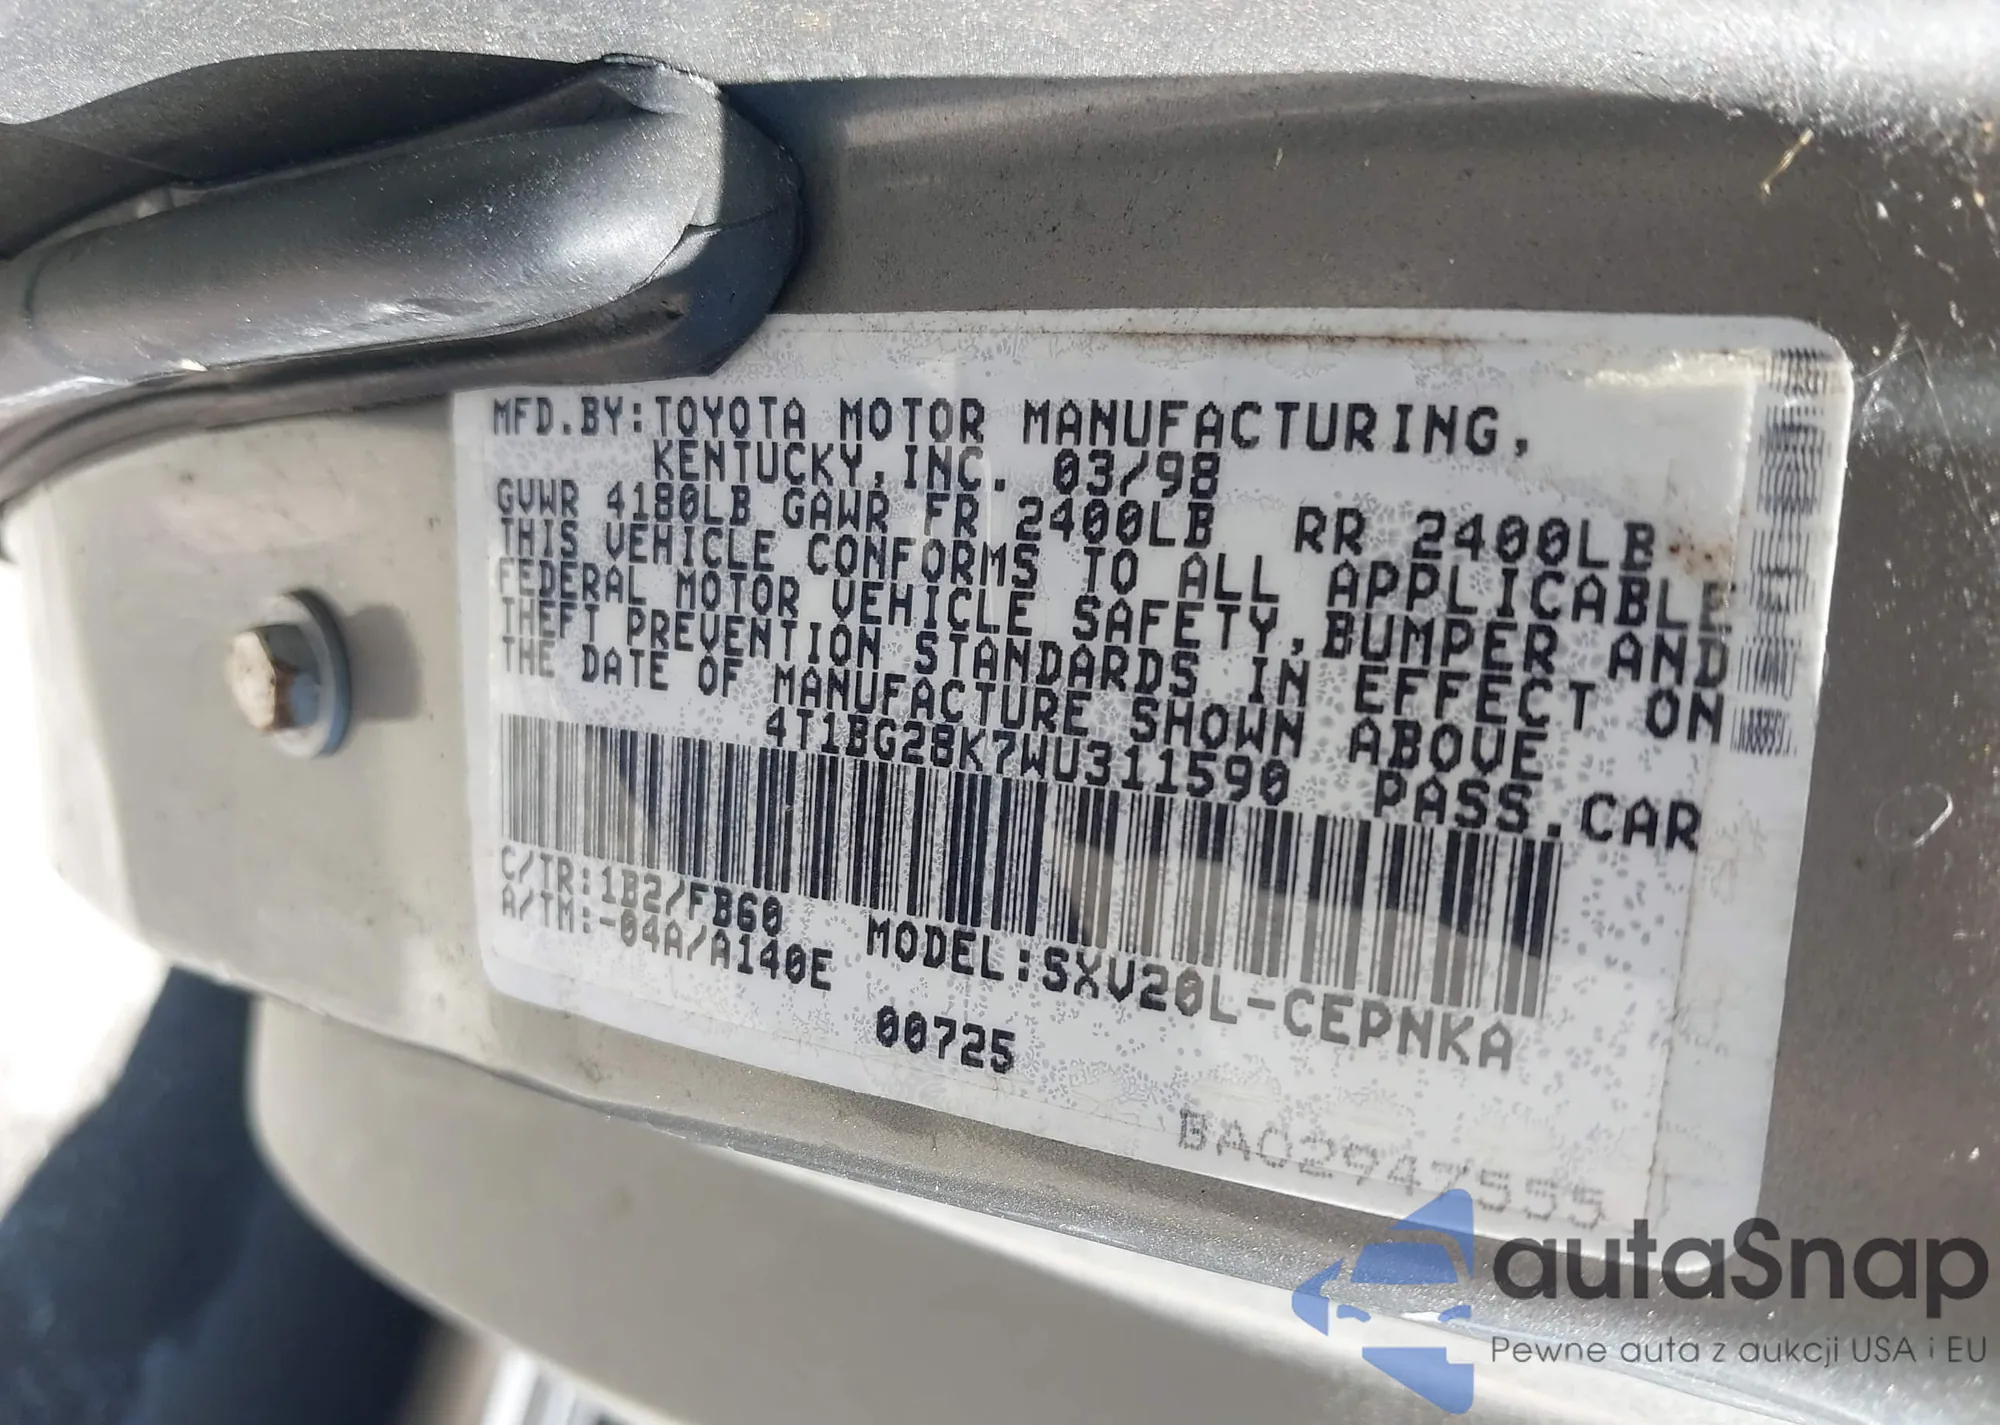 MFD.BY:TOYOTA MOTOR MANUFACTURING,
KENTUCKY,INC. 03/98
GVWR 4180LB GAWR FR 2400LB RR 2400LB
THIS VEHICLE CONFORMS TO ALL APPLICABLE
FEDERAL MOTOR VEHICLE SAFETY,BUMPER AND
THEFT PREVENTION STANDARDS IN EFFECT ON
THE DATE OF MANUFACTURE SHOWN ABOVE
4T1BG28K7WU311590 PASS.CAR
C/TR:1B2/FB60 MODEL:SXV20L-CEPNKA
A/TM:-04A/A140E
00725
BA02947555
autaSnap
Pewne auta z aukcji USA i EU